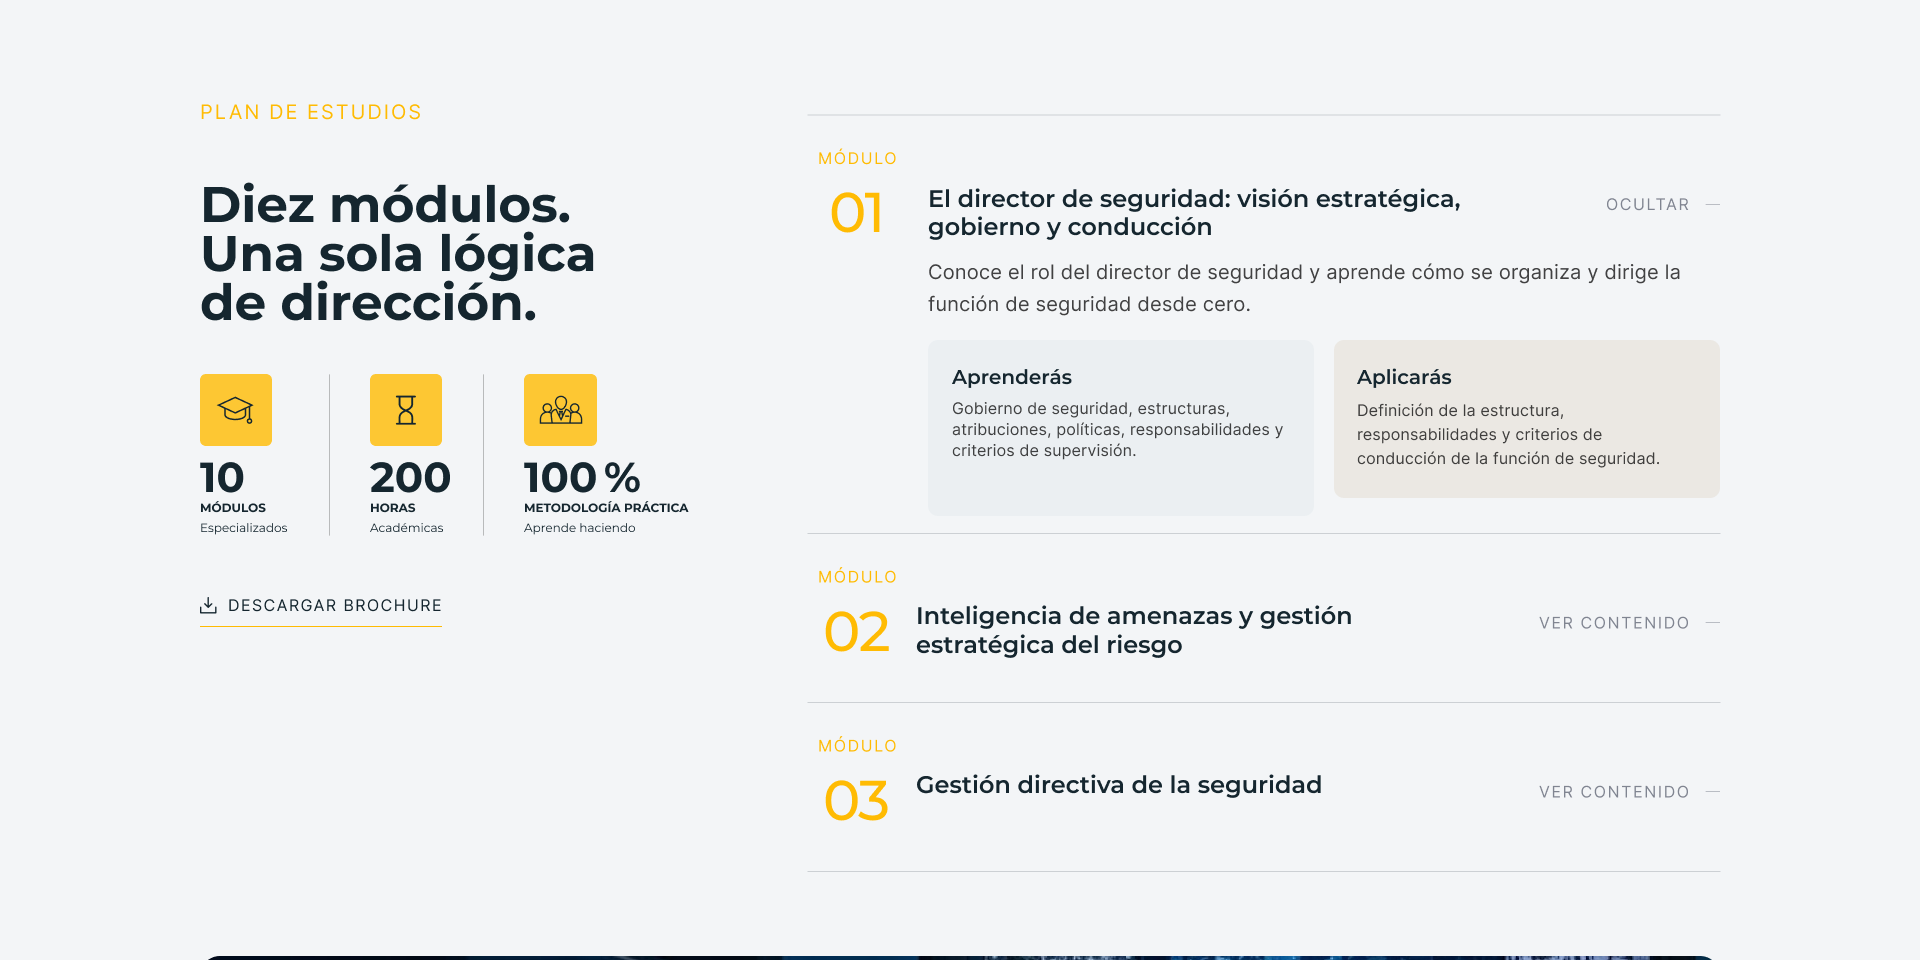 PLAN DE ESTUDIOS
Diez módulos.
Una sola lógica
de dirección.
10
MÓDULOS
Especializados
200
HORAS
Académicas
100 %
METODOLOGÍA PRÁCTICA
Aprende haciendo
DESCARGAR BROCHURE
MÓDULO
01
El director de seguridad: visión estratégica,
gobierno y conducción
OCULTAR
Conoce el rol del director de seguridad y aprende cómo se organiza y dirige la
función de seguridad desde cero.
Aprenderás
Gobierno de seguridad, estructuras,
atribuciones, políticas, responsabilidades y
criterios de supervisión.
Aplicarás
Definición de la estructura,
responsabilidades y criterios de
conducción de la función de seguridad.
MÓDULO
02
Inteligencia de amenazas y gestión
estratégica del riesgo
VER CONTENIDO
MÓDULO
03
Gestión directiva de la seguridad
VER CONTENIDO